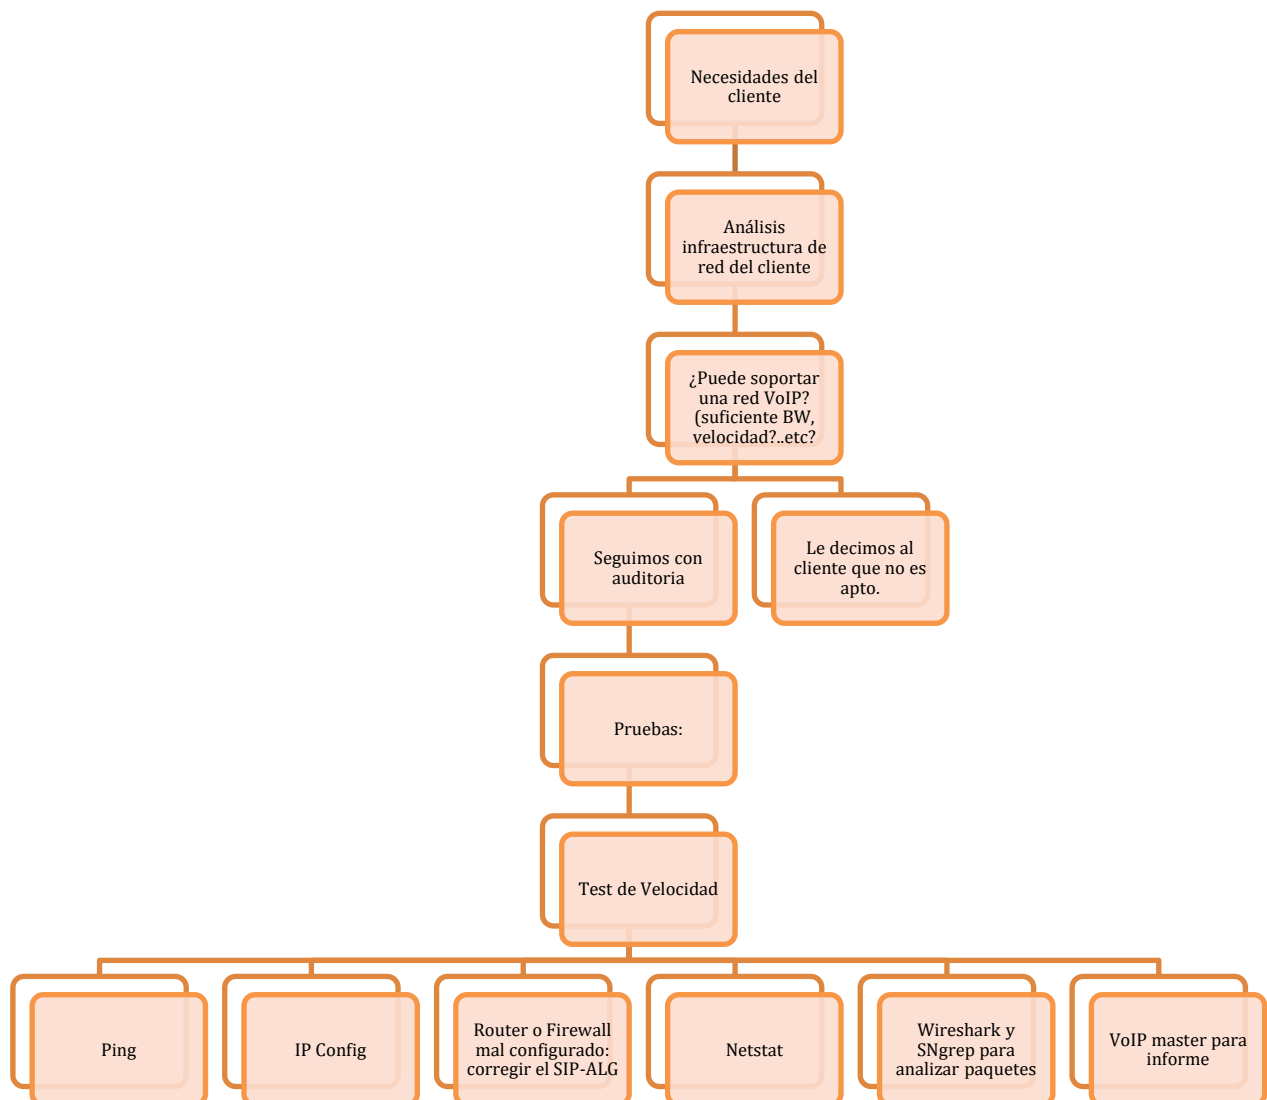 Necesidades del
cliente
Análisis
infraestructura de
red del cliente
¿Puede soportar
una red VoIP?
(suficiente BW,
velocidad?..etc?
Seguimos con
auditoria
Le decimos al
cliente que no es
apto.
Pruebas:
Test de Velocidad
Ping
IP Config
Router o Firewall
mal configurado:
corregir el SIP-ALG
Netstat
Wireshark y
SNgrep para
analizar paquetes
VoIP master para
informe